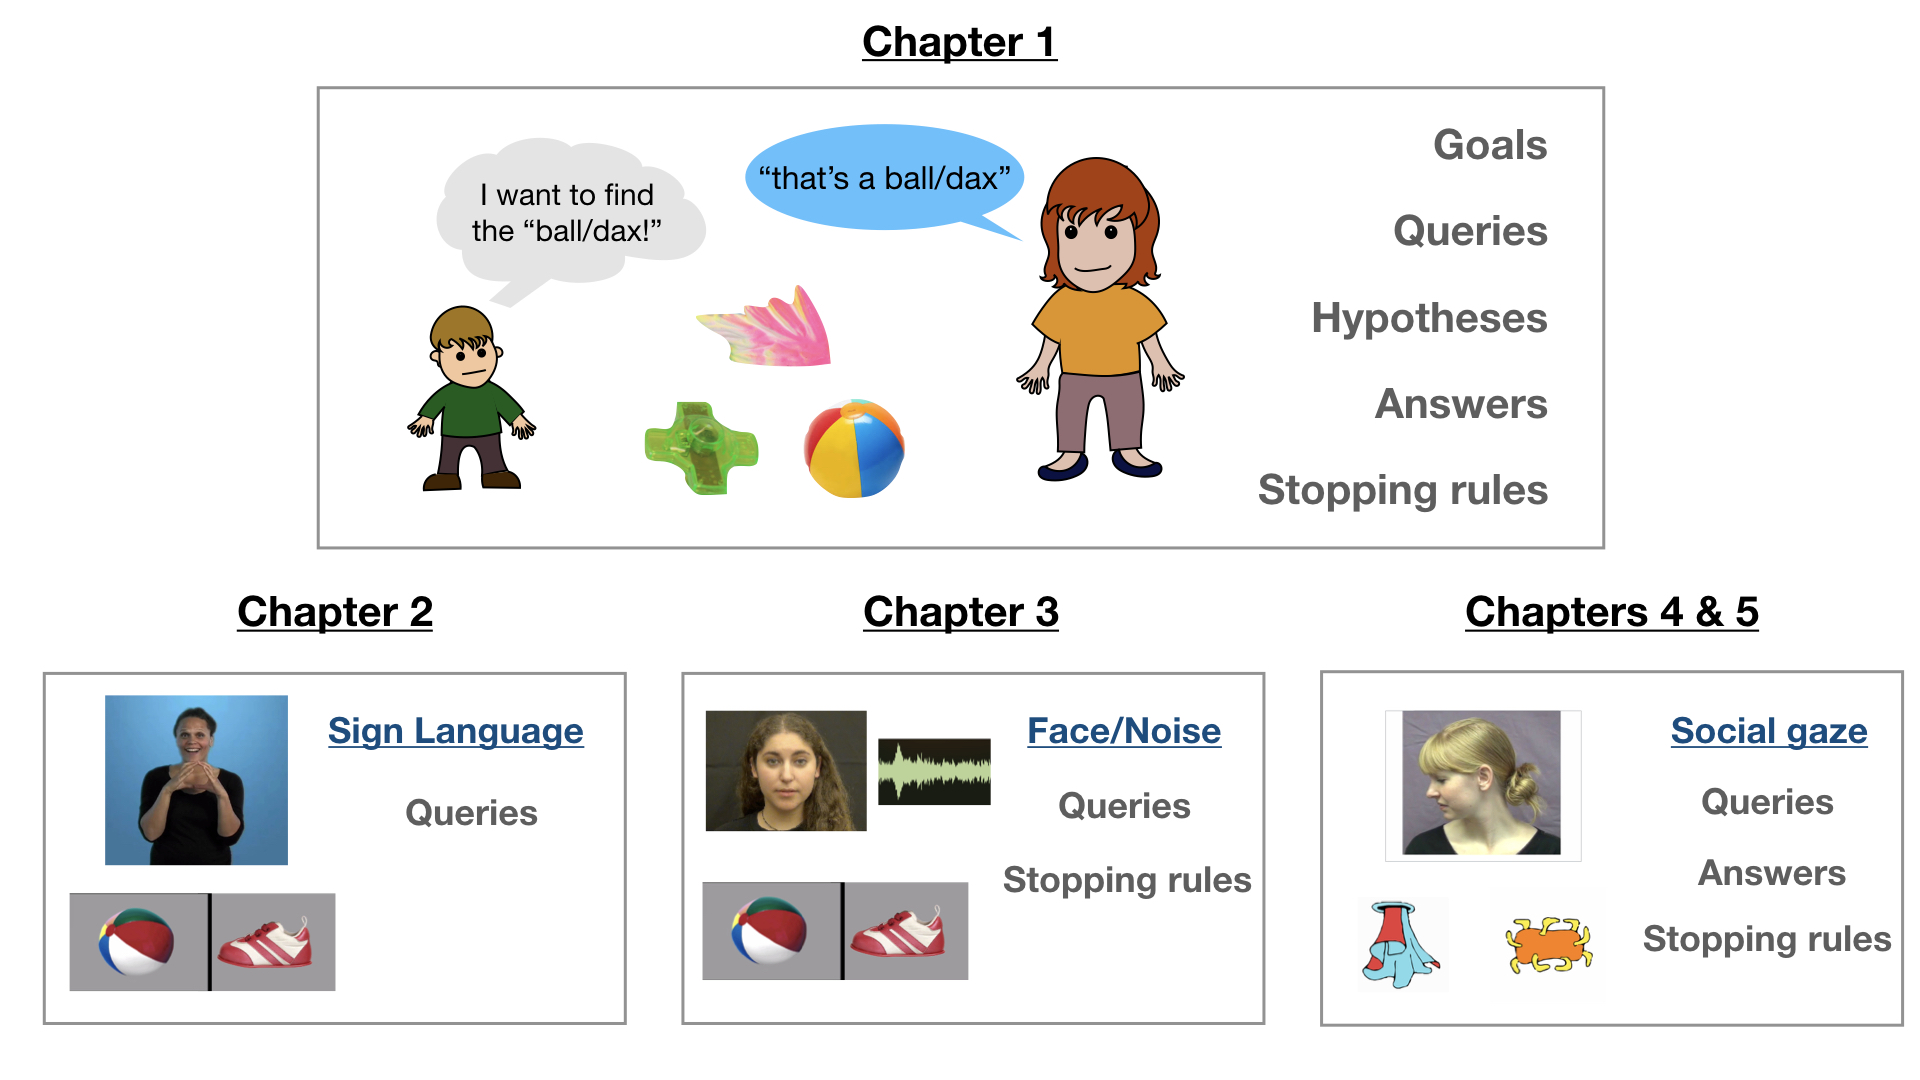 Chapter 1
I want to find
the “ball/dax!”
“that’s a ball/dax”
Goals
Queries
Hypotheses
Answers
Stopping rules
Chapter 2
Sign Language
Queries
Chapter 3
Face/Noise
Queries
Stopping rules
Chapters 4 & 5
Social gaze
Queries
Answers
Stopping rules